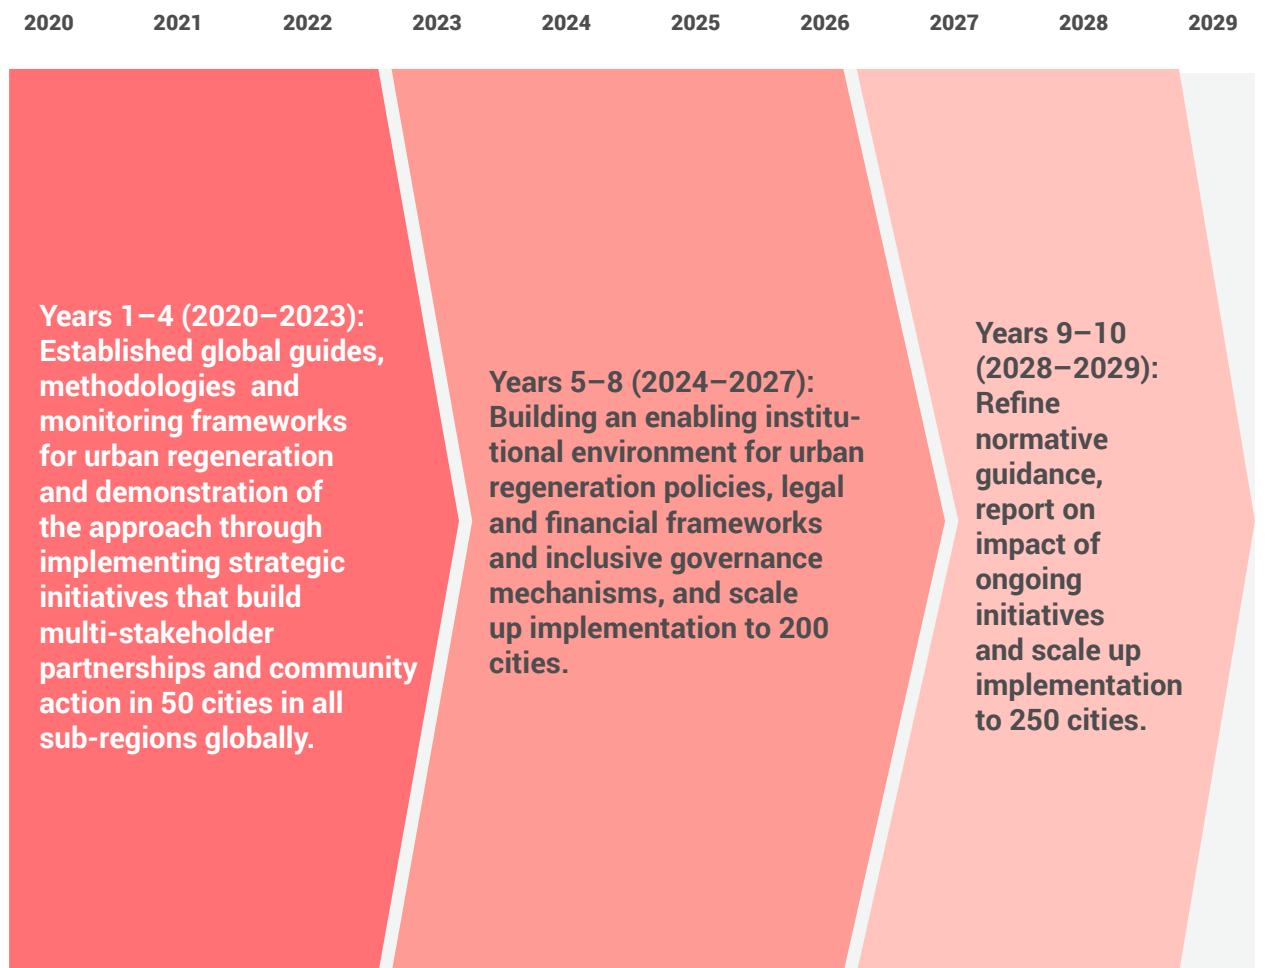 2020 2021 2022 2023 2024 2025 2026 2027 2028 2029
Years 1–4 (2020–2023):
Established global guides,
methodologies  and
monitoring frameworks
for urban regeneration
and demonstration of
the approach through
implementing strategic
initiatives that build
multi-stakeholder
partnerships and community
action in 50 cities in all
sub-regions globally.
Years 5–8 (2024–2027):
Building an enabling institu-
tional environment for urban
regeneration policies, legal
and financial frameworks
and inclusive governance
mechanisms, and scale
up implementation to 200
cities.
Years 9–10
(2028–2029):
Refine
normative
guidance,
report on
impact of
ongoing
initiatives
and scale up
implementation
to 250 cities.